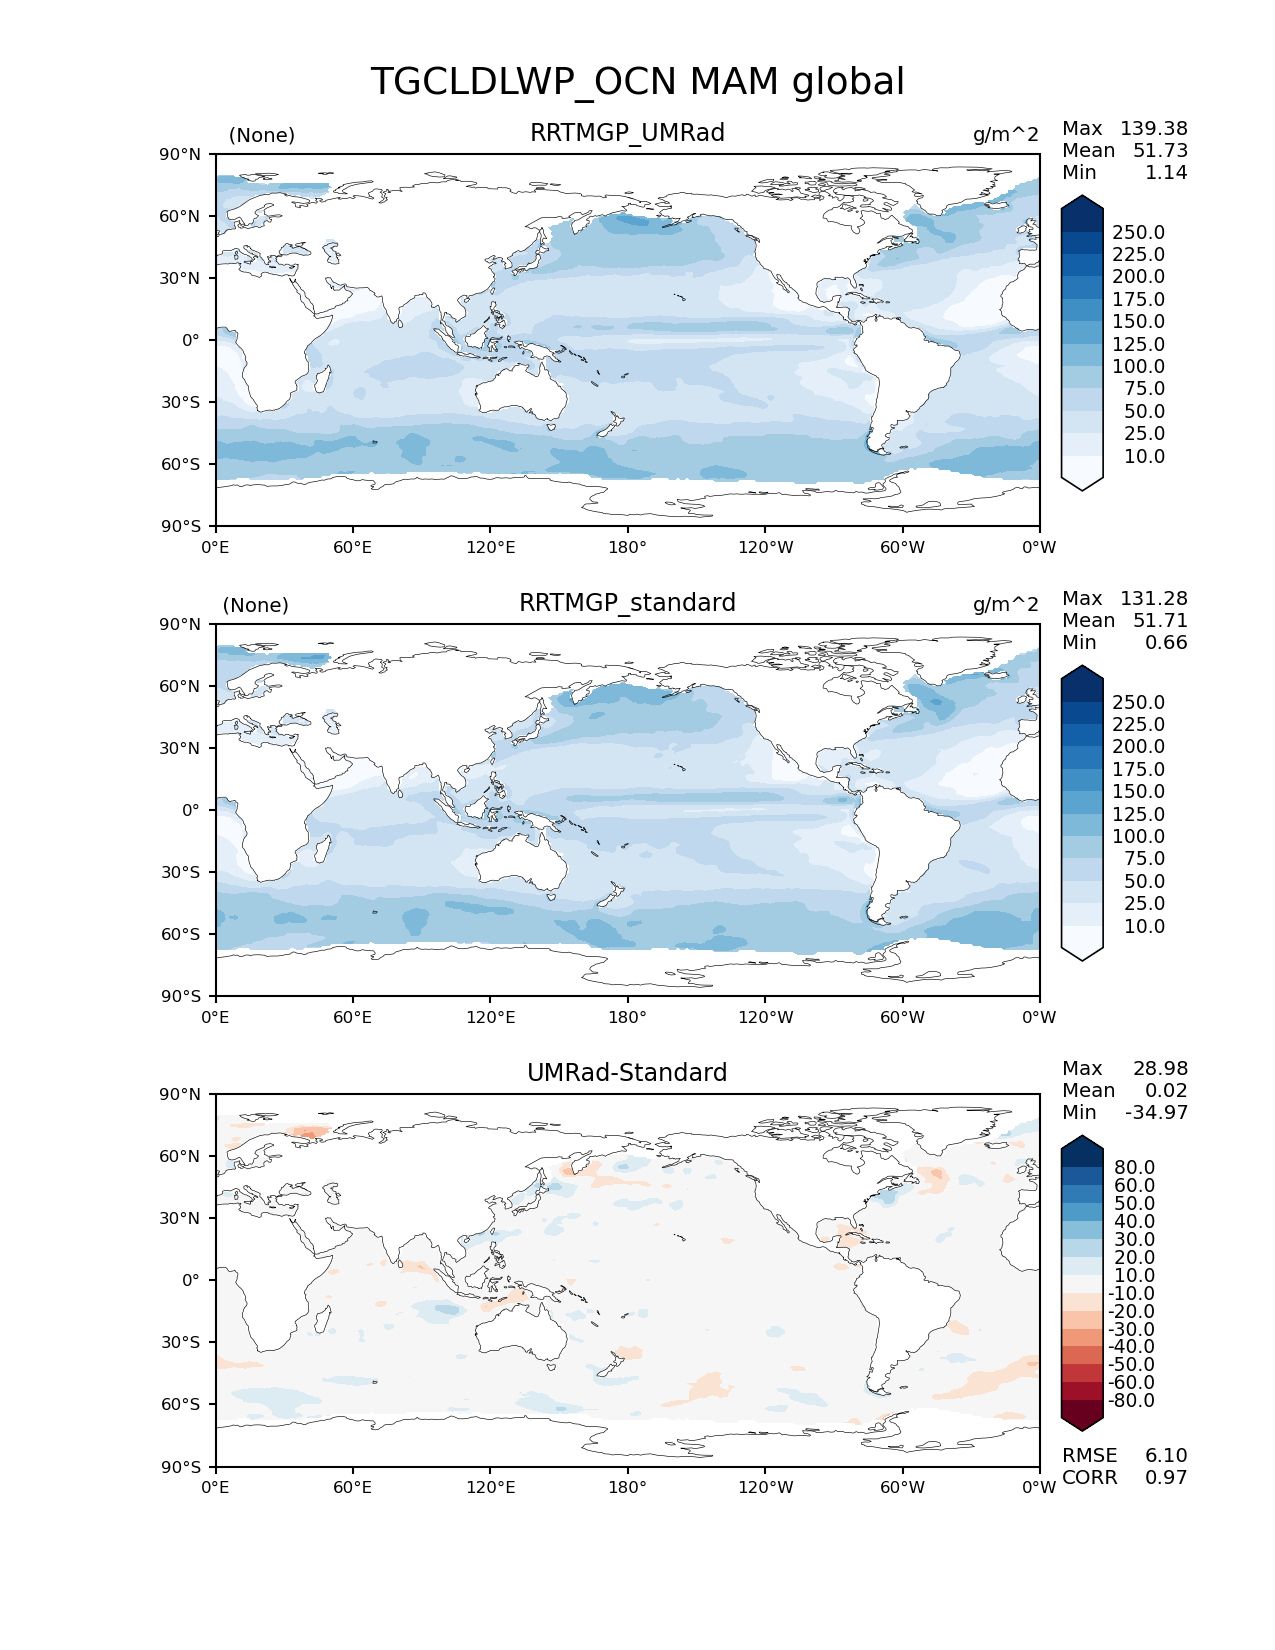 TGCLDLWP_OCN MAM global
(None) RRTMGP_UMRad g/m^2
Max 139.38
Mean 51.73
Min 1.14
90°N
60°N
30°N
0°
30°S
60°S
90°S
0°E 60°E 120°E 180° 120°W 60°W 0°W
250.0
225.0
200.0
175.0
150.0
125.0
100.0
75.0
50.0
25.0
10.0
(None) RRTMGP_standard g/m^2
Max 131.28
Mean 51.71
Min 0.66
90°N
60°N
30°N
0°
30°S
60°S
90°S
0°E 60°E 120°E 180° 120°W 60°W 0°W
250.0
225.0
200.0
175.0
150.0
125.0
100.0
75.0
50.0
25.0
10.0
UMRad-Standard
Max 28.98
Mean 0.02
Min -34.97
90°N
60°N
30°N
0°
30°S
60°S
90°S
0°E 60°E 120°E 180° 120°W 60°W 0°W
80.0
60.0
50.0
40.0
30.0
20.0
10.0
-10.0
-20.0
-30.0
-40.0
-50.0
-60.0
-80.0
RMSE 6.10
CORR 0.97